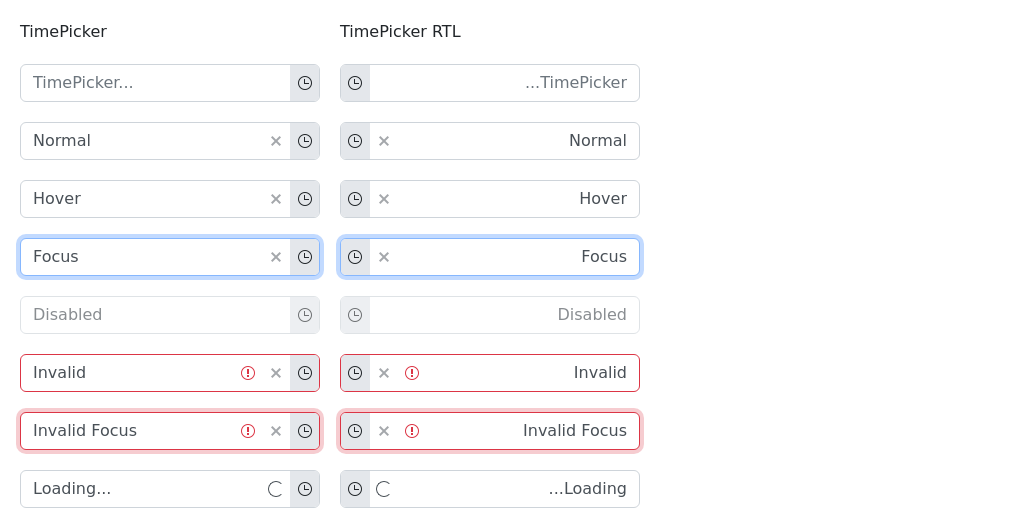 TimePicker TimePicker RTL
TimePicker... ...TimePicker
Normal Normal
Hover Hover
Focus Focus
Disabled Disabled
Invalid Invalid
Invalid Focus Invalid Focus
Loading... ...Loading